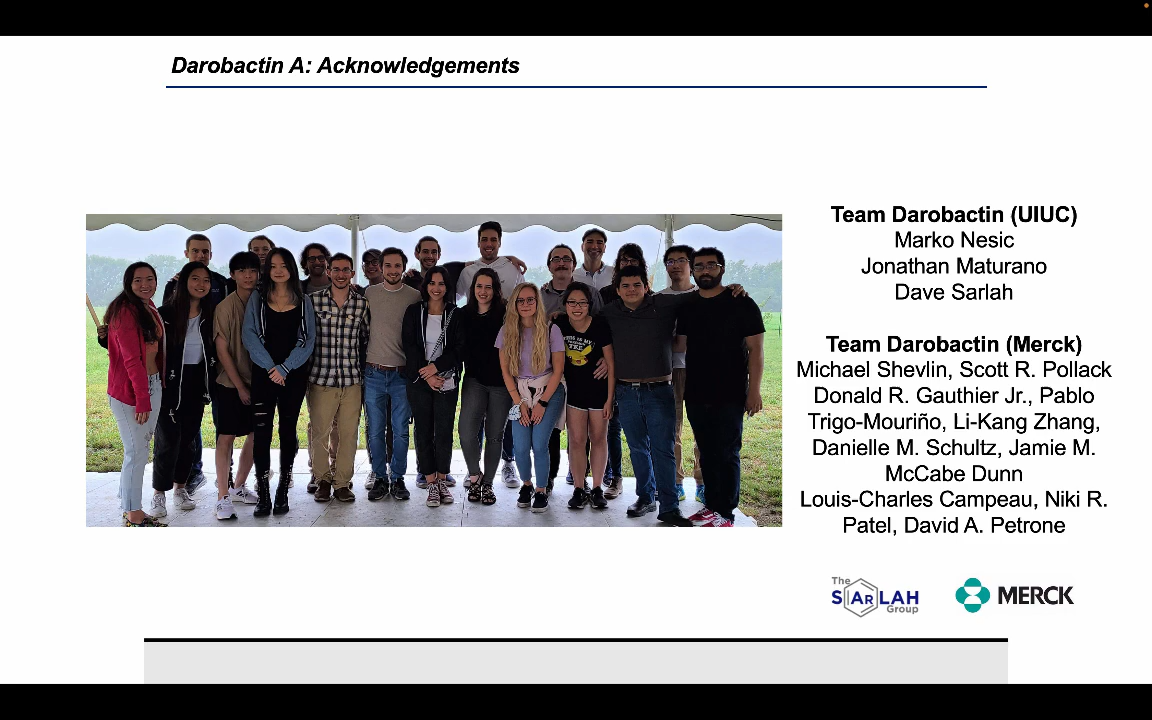 Darobactin A: Acknowledgements
Team Darobactin (UIUC)
Marko Nesic
Jonathan Maturano
Dave Sarlah
Team Darobactin (Merck)
Michael Shevlin, Scott R. Pollack
Donald R. Gauthier Jr., Pablo
Trigo-Mouriño, Li-Kang Zhang,
Danielle M. Schultz, Jamie M.
McCabe Dunn
Louis-Charles Campeau, Niki R.
Patel, David A. Petrone
The
SARLAH
Group
MERCK